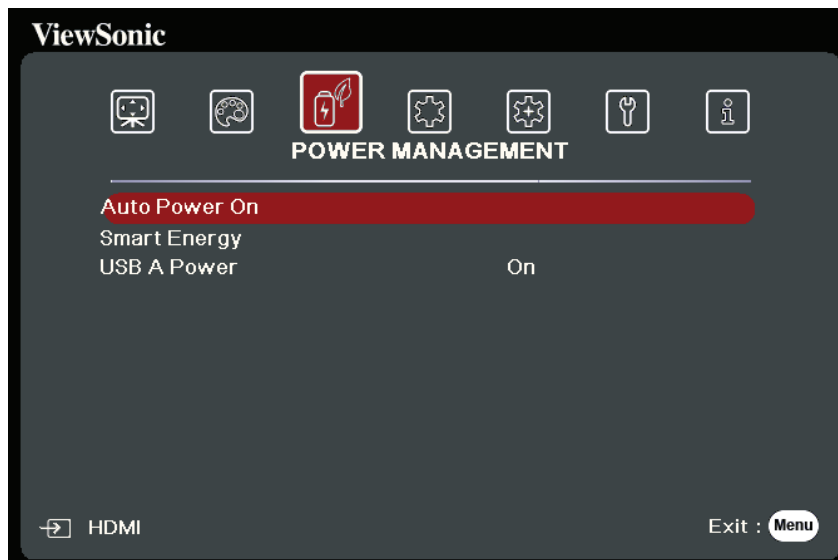 ViewSonic
POWER MANAGEMENT
Auto Power On
Smart Energy
USB A Power On
HDMI Exit : Menu